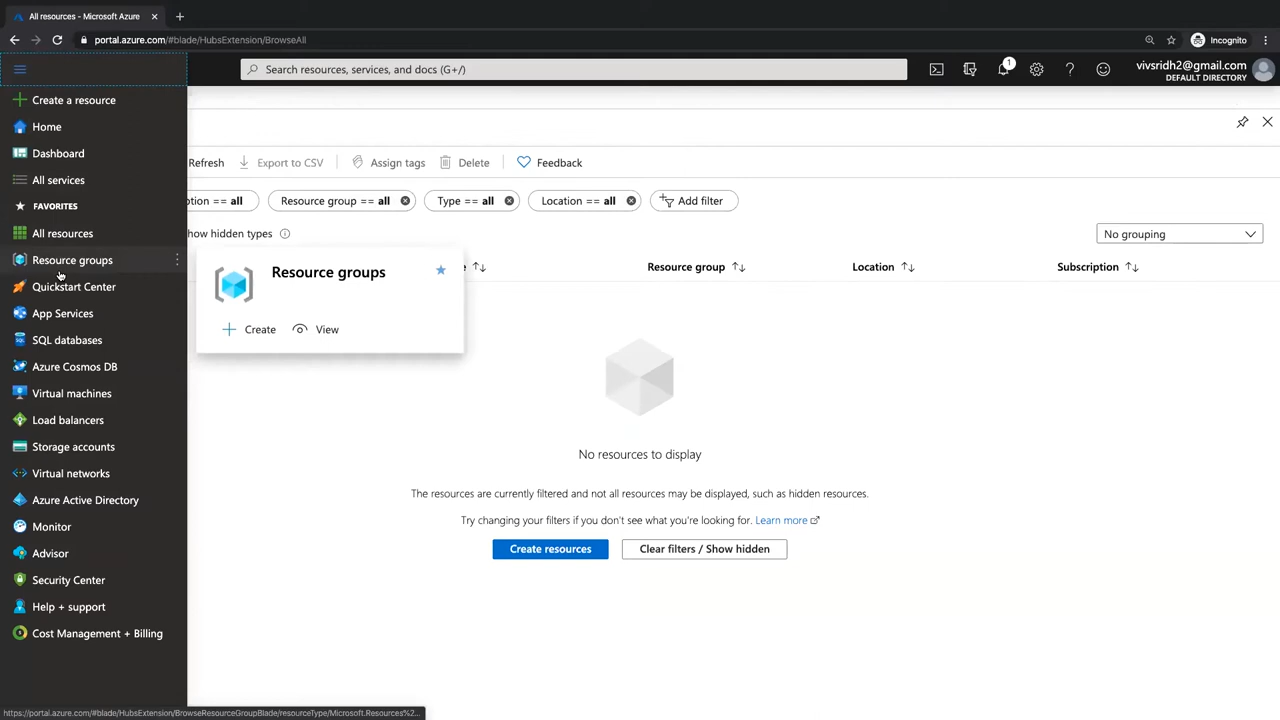 All resources - Microsoft Azure
portal.azure.com/#blade/HubsExtension/BrowseAll
Incognito
Search resources, services, and docs (G+/)
1
vivsridh2@gmail.com
DEFAULT DIRECTORY
Create a resource
Home
Dashboard
All services
FAVORITES
All resources
Resource groups
Quickstart Center
App Services
SQL databases
Azure Cosmos DB
Virtual machines
Load balancers
Storage accounts
Virtual networks
Azure Active Directory
Monitor
Advisor
Security Center
Help + support
Cost Management + Billing
Refresh Export to CSV Assign tags Delete Feedback
ption == all Resource group == all Type == all Location == all Add filter
how hidden types
No grouping
Resource groups
Create View
e Resource group Location Subscription
No resources to display
The resources are currently filtered and not all resources may be displayed, such as hidden resources.
Try changing your filters if you don't see what you're looking for. Learn more
Create resources Clear filters / Show hidden
https://portal.azure.com/#blade/HubsExtension/BrowseResourceGroupBlade/resourceType/Microsoft.Resources%2...